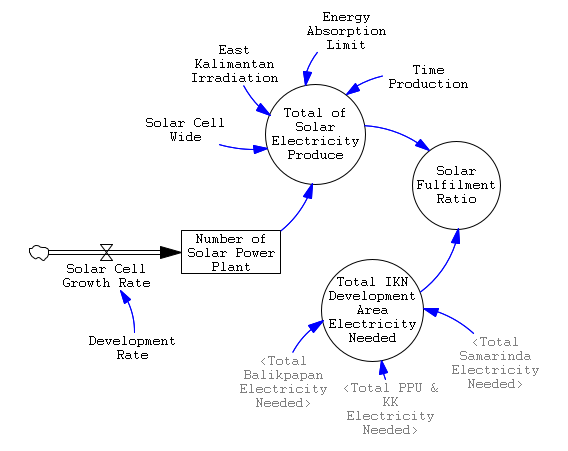 Energy
Absorption
Limit
East
Kalimantan
Irradiation
Time
Production
Solar Cell
Wide
Total of
Solar
Electricity
Produce
Solar
Fulfilment
Ratio
Number of
Solar Power
Plant
Solar Cell
Growth Rate
Development
Rate
Total IKN
Development
Area
Electricity
Needed
<Total
Balikpapan
Electricity
Needed>
<Total PPU &
KK
Electricity
Needed>
<Total
Samarinda
Electricity
Needed>